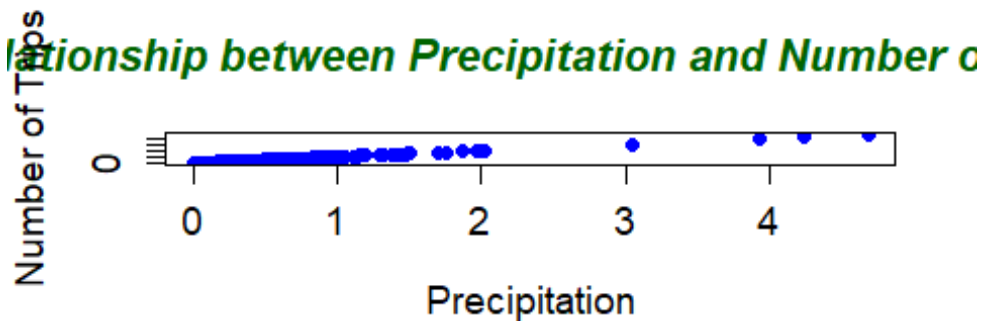 lationship between Precipitation and Number o
Number of Trips
0
0 1 2 3 4
Precipitation